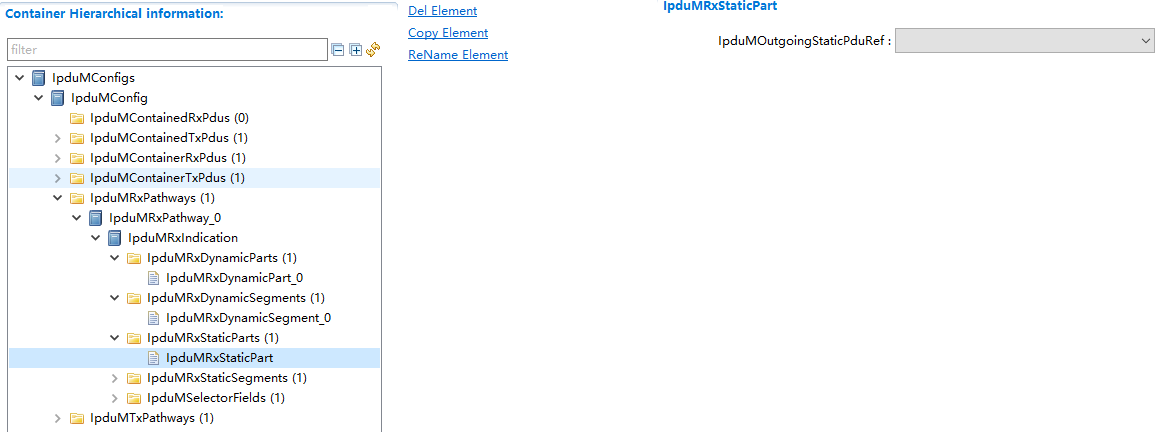 Container Hierarchical information:
filter
IpduMConfigs
IpduMConfig
IpduMContainedRxPdus (0)
IpduMContainedTxPdus (1)
IpduMContainerRxPdus (1)
IpduMContainerTxPdus (1)
IpduMRxPathways (1)
IpduMRxPathway_0
IpduMRxIndication
IpduMRxDynamicParts (1)
IpduMRxDynamicPart_0
IpduMRxDynamicSegments (1)
IpduMRxDynamicSegment_0
IpduMRxStaticParts (1)
IpduMRxStaticPart
IpduMRxStaticSegments (1)
IpduMSelectorFields (1)
IpduMTxPathways (1)
Del Element
Copy Element
ReName Element
IpduMRxStaticPart
IpduMOutgoingStaticPduRef :